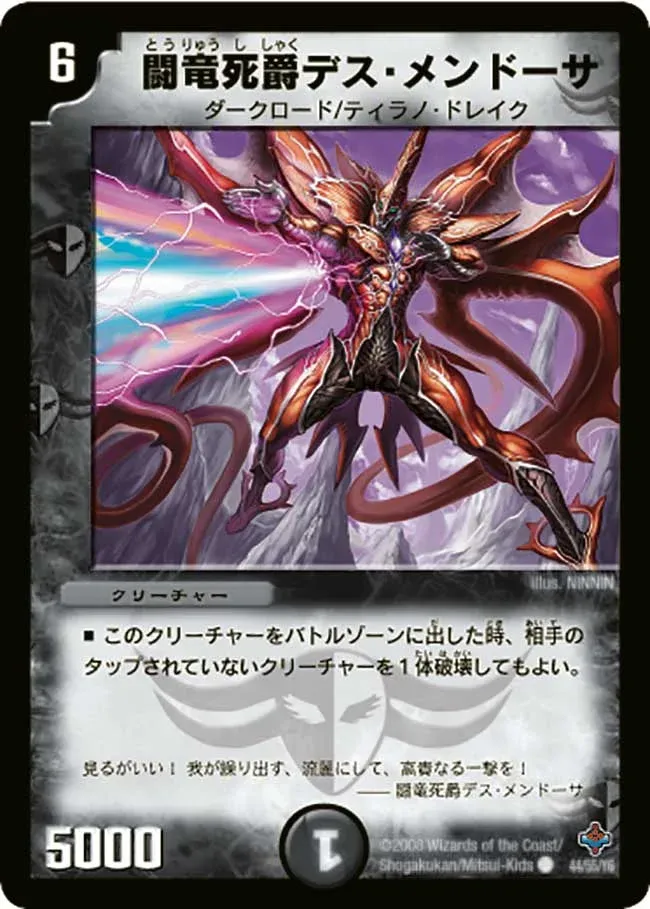 6
とうりゅうししゃく
闘竜死爵デス・メンドーサ
ダークロード/ティラノ・ドレイク
illus. NINNIN
クリーチャー
■ このクリーチャーをバトルゾーンに出した時、相手の
タップされていないクリーチャーを1体破壊してもよい。
見るがいい! 我が繰り出す、流麗にして、高貴なる一撃を!
―― 闘竜死爵デス・メンドーサ
5000
1
©2008 Wizards of the Coast/
Shogakukan/Mitsui-Kids
44/55/Y6